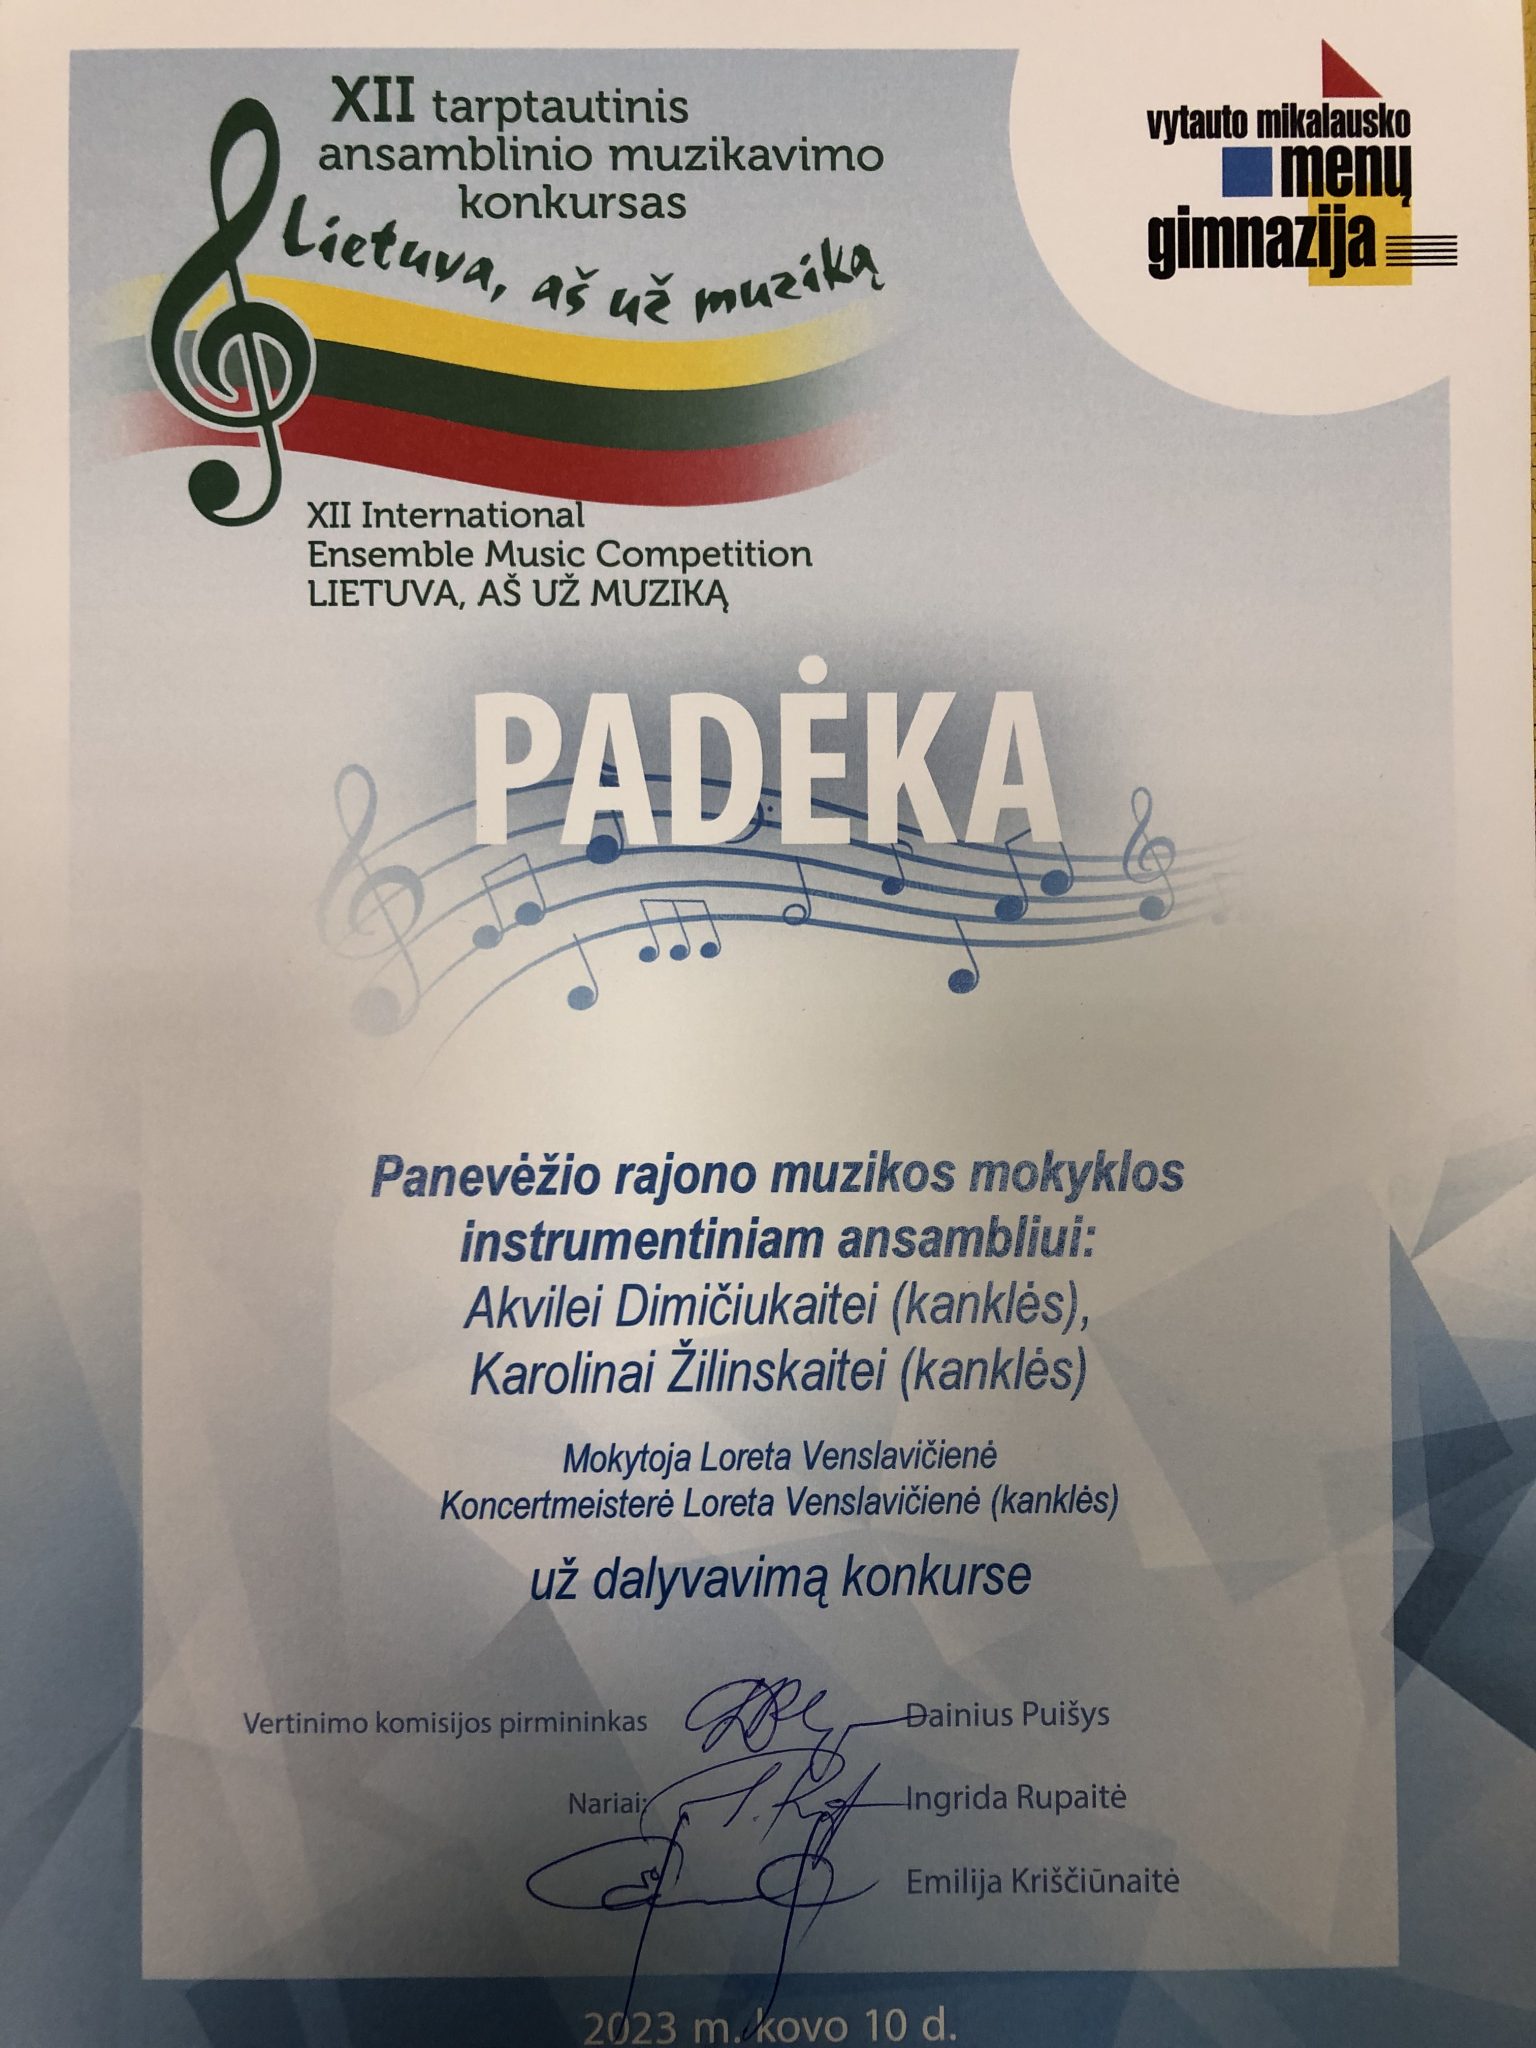 XII tarptautinis
ansamblinio muzikavimo
konkursas
Lietuva, aš už muziką
vytauto mikalausko
menų
gimnazija
XII International
Ensemble Music Competition
LIETUVA, AŠ UŽ MUZIKĄ
PADĖKA
Panevėžio rajono muzikos mokyklos
instrumentiniam ansambliui:
Akvilei Dimičiukaitei (kanklės),
Karolinai Žilinskaitei (kanklės)
Mokytoja Loreta Venslavičienė
Koncertmeisterė Loreta Venslavičienė (kanklės)
už dalyvavimą konkurse
Vertinimo komisijos pirmininkas Dainius Puišys
Nariai: Ingrida Rupaitė
Emilija Kriščiūnaitė
2023 m. kovo 10 d.